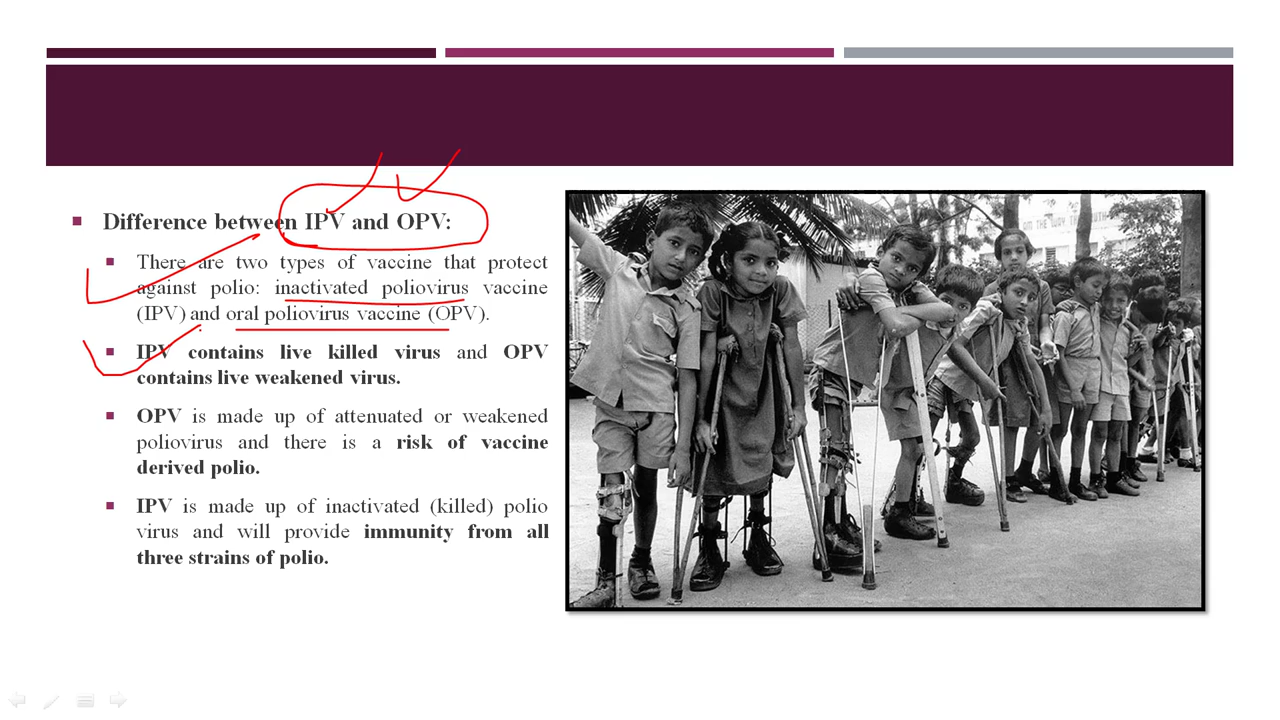 Difference between IPV and OPV:
There are two types of vaccine that protect
against polio: inactivated poliovirus vaccine
(IPV) and oral poliovirus vaccine (OPV).
IPV contains live killed virus and OPV
contains live weakened virus.
OPV is made up of attenuated or weakened
poliovirus and there is a risk of vaccine
derived polio.
IPV is made up of inactivated (killed) polio
virus and will provide immunity from all
three strains of polio.